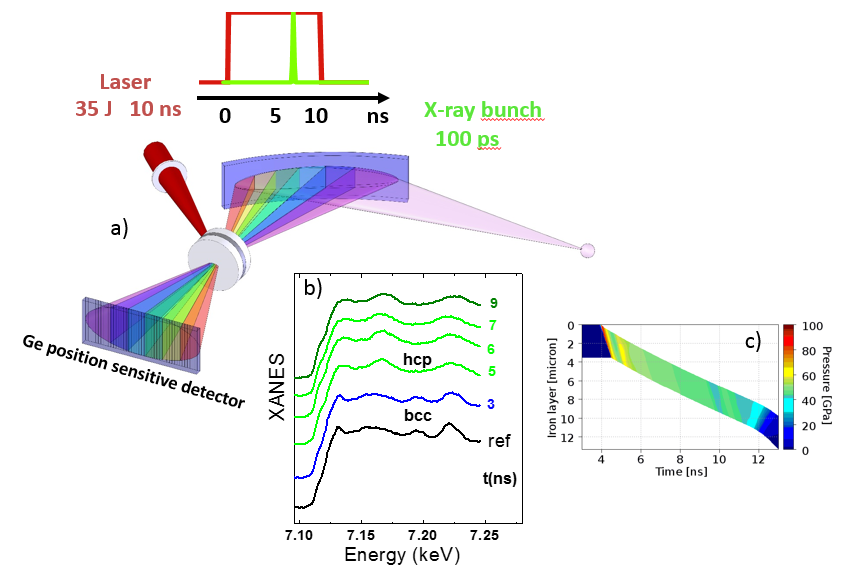 Laser
35 J 10 ns
0 5 10 ns
X-ray bunch
100 ps
a)
Ge position sensitive detector
b)
9
7
6
hcp
5
3
bcc
ref
t(ns)
XANES
7.10 7.15 7.20 7.25
Energy (keV)
c)
0
2
4
6
8
10
12
Iron layer [micron]
4 6 8 10 12
Time [ns]
100
80
60
40
20
0
Pressure [GPa]